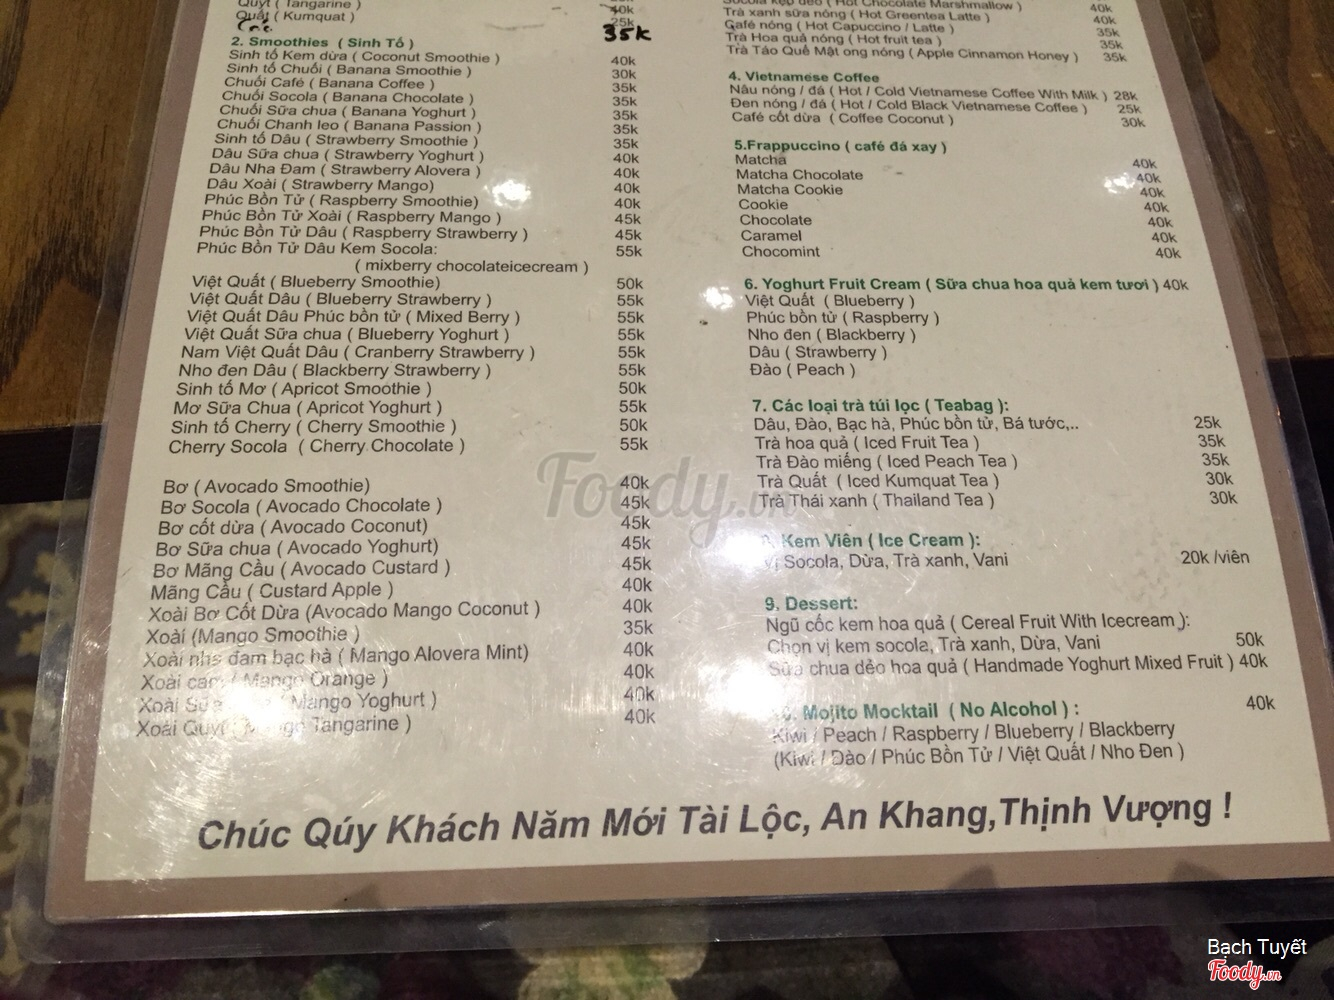 Quýt ( Tangarine )
40k
Quất ( Kumquat )
25k
35k
2. Smoothies ( Sinh Tố )
Sinh tố Kem dừa ( Coconut Smoothie ) 40k
Sinh tố Chuối ( Banana Smoothie ) 30k
Chuối Café ( Banana Coffee ) 35k
Chuối Socola ( Banana Chocolate ) 35k
Chuối Sữa chua ( Banana Yoghurt ) 35k
Chuối Chanh leo ( Banana Passion ) 35k
Sinh tố Dâu ( Strawberry Smoothie ) 35k
Dâu Sữa chua ( Strawberry Yoghurt ) 40k
Dâu Nha Đam ( Strawberry Alovera ) 40k
Dâu Xoài ( Strawberry Mango) 40k
Phúc Bồn Tử ( Raspberry Smoothie) 40k
Phúc Bồn Tử Xoài ( Raspberry Mango ) 45k
Phúc Bồn Tử Dâu ( Raspberry Strawberry ) 45k
Phúc Bồn Tử Dâu Kem Socola: 55k
( mixberry chocolateicecream )
Việt Quất ( Blueberry Smoothie) 50k
Việt Quất Dâu ( Blueberry Strawberry ) 55k
Việt Quất Dâu Phúc bồn tử ( Mixed Berry ) 55k
Việt Quất Sữa chua ( Blueberry Yoghurt ) 55k
Nam Việt Quất Dâu ( Cranberry Strawberry ) 55k
Nho đen Dâu ( Blackberry Strawberry ) 55k
Sinh tố Mơ ( Apricot Smoothie ) 50k
Mơ Sữa Chua ( Apricot Yoghurt ) 55k
Sinh tố Cherry ( Cherry Smoothie ) 50k
Cherry Socola ( Cherry Chocolate ) 55k
Bơ ( Avocado Smoothie) 40k
Bơ Socola ( Avocado Chocolate ) 45k
Bơ cốt dừa ( Avocado Coconut) 45k
Bơ Sữa chua ( Avocado Yoghurt) 45k
Bơ Mãng Cầu ( Avocado Custard ) 45k
Mãng Cầu ( Custard Apple ) 40k
Xoài Bơ Cốt Dừa (Avocado Mango Coconut ) 40k
Xoài (Mango Smoothie ) 35k
Xoài nhs đam bạc hà ( Mango Alovera Mint) 40k
Xoài cam ( Mango Orange ) 40k
Xoài ( Mango Yoghurt ) 40k
Xoài Quýt ( Mango Tangarine ) 40k
( Hot Chocolate Marshmallow ) 40k
Trà xanh sữa nóng ( Hot Greentea Latte ) 40k
Café nóng ( Hot Capuccino / Latte ) 35k
Trà Hoa quả nóng ( Hot fruit tea ) 35k
Trà Táo Quế Mật ong nóng ( Apple Cinnamon Honey ) 35k
4. Vietnamese Coffee
Nâu nóng / đá ( Hot / Cold Vietnamese Coffee With Milk ) 28k
Đen nóng / đá ( Hot / Cold Black Vietnamese Coffee ) 25k
Café cốt dừa ( Coffee Coconut ) 30k
5.Frappuccino ( café đá xay )
Matcha 40k
Matcha Chocolate 40k
Matcha Cookie 40k
Cookie 40k
Chocolate 40k
Caramel 40k
Chocomint 40k
6. Yoghurt Fruit Cream ( Sữa chua hoa quả kem tươi ) 40k
Việt Quất ( Blueberry )
Phúc bồn tử ( Raspberry )
Nho đen ( Blackberry )
Dâu ( Strawberry )
Đào ( Peach )
7. Các loại trà túi lọc ( Teabag ):
Dâu, Đào, Bạc hà, Phúc bồn tử, Bá tước,.. 25k
Trà hoa quả ( Iced Fruit Tea ) 35k
Trà Đào miếng ( Iced Peach Tea ) 35k
Trà Quất ( Iced Kumquat Tea ) 30k
Trà Thái xanh ( Thailand Tea ) 30k
Kem Viên ( Ice Cream ):
Vị Socola, Dừa, Trà xanh, Vani 20k /viên
9. Dessert:
Ngũ cốc kem hoa quả ( Cereal Fruit With Icecream ):
Chọn vị kem socola, Trà xanh, Dừa, Vani 50k
Sữa chua dẻo hoa quả ( Handmade Yoghurt Mixed Fruit ) 40k
Mojito Mocktail ( No Alcohol ) : 40k
Kiwi / Peach / Raspberry / Blueberry / Blackberry
(Kiwi / Đào / Phúc Bồn Tử / Việt Quất / Nho Đen )
Chúc Qúy Khách Năm Mới Tài Lộc, An Khang,Thịnh Vượng !
Foody.vn
Bạch Tuyết
Foody.vn